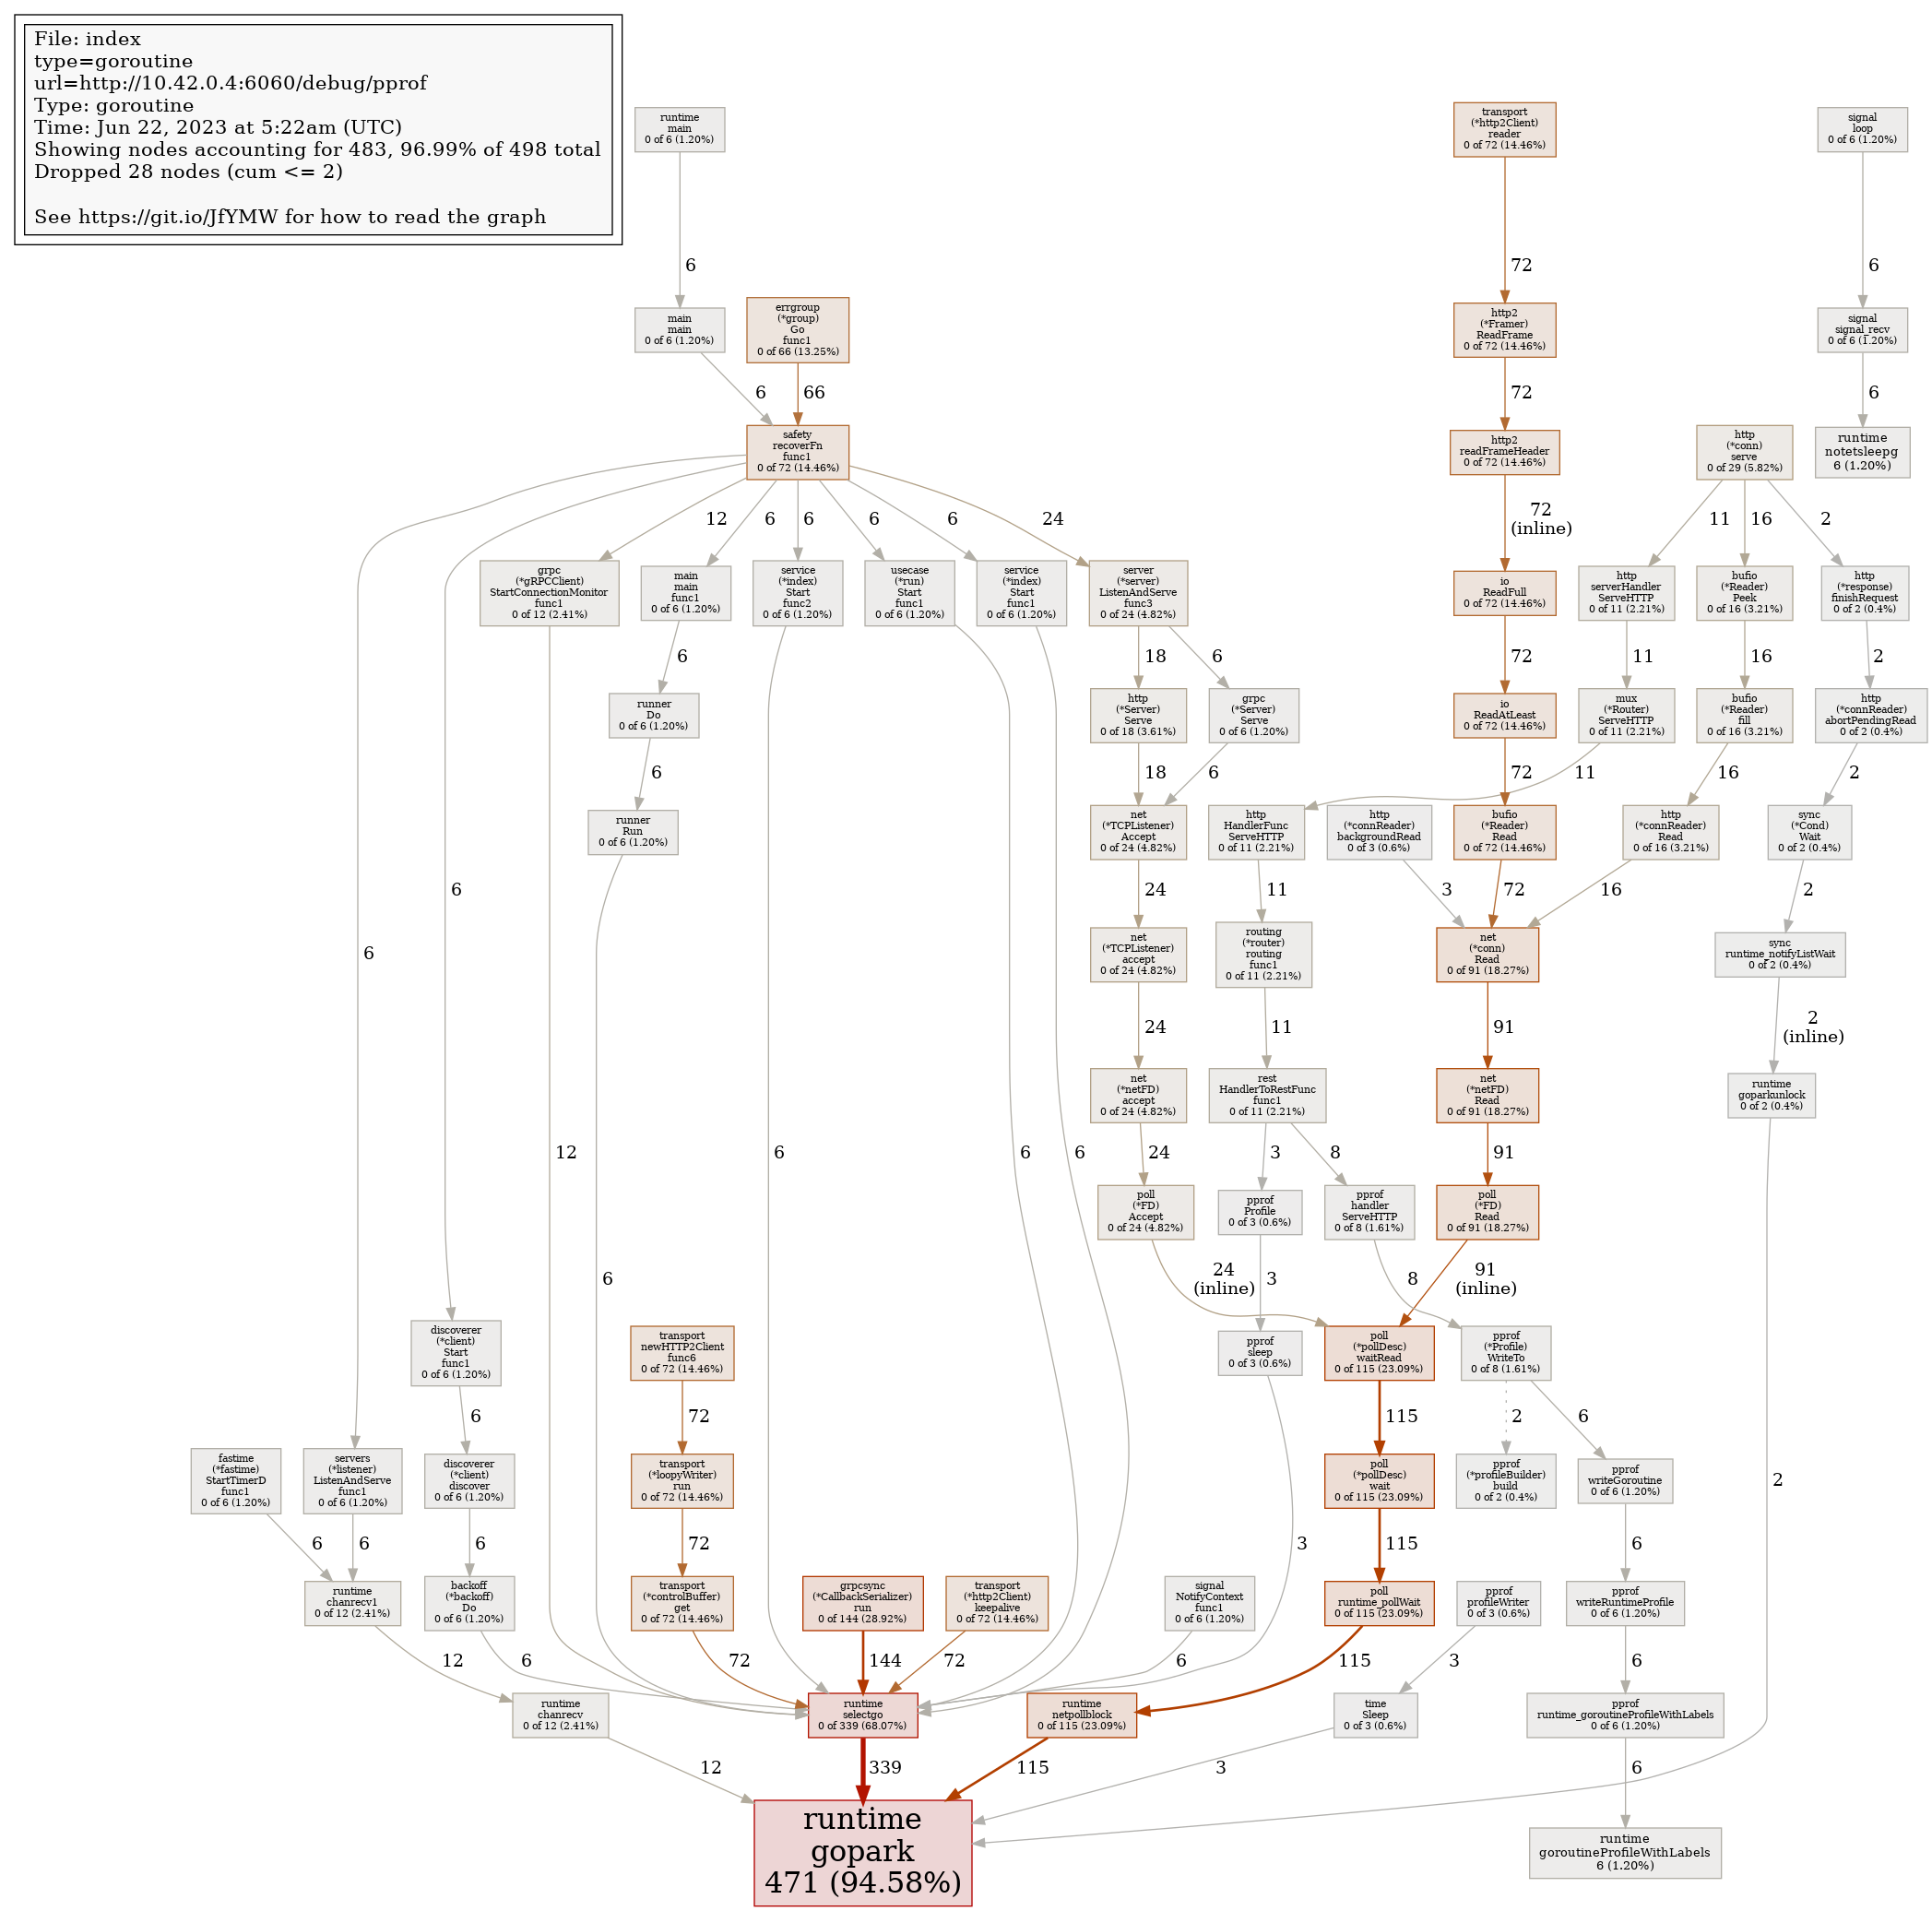 File: index
type=goroutine
url=http://10.42.0.4:6060/debug/pprof
Type: goroutine
Time: Jun 22, 2023 at 5:22am (UTC)
Showing nodes accounting for 483, 96.99% of 498 total
Dropped 28 nodes (cum <= 2)
See https://git.io/JfYMW for how to read the graph
runtime
main
0 of 6 (1.20%)
transport
(*http2Client)
reader
0 of 72 (14.46%)
signal
loop
0 of 6 (1.20%)
6
72
6
main
main
0 of 6 (1.20%)
errgroup
(*group)
Go
func1
0 of 66 (13.25%)
http2
(*Framer)
ReadFrame
0 of 72 (14.46%)
signal
signal_recv
0 of 6 (1.20%)
6
66
72
6
safety
recoverFn
func1
0 of 72 (14.46%)
http2
readFrameHeader
0 of 72 (14.46%)
http
(*conn)
serve
0 of 29 (5.82%)
runtime
notetsleepg
6 (1.20%)
12
6
6
6
6
24
72
(inline)
11
16
2
grpc
(*gRPCClient)
StartConnectionMonitor
func1
0 of 12 (2.41%)
main
main
func1
0 of 6 (1.20%)
service
(*index)
Start
func2
0 of 6 (1.20%)
usecase
(*run)
Start
func1
0 of 6 (1.20%)
service
(*index)
Start
func1
0 of 6 (1.20%)
server
(*server)
ListenAndServe
func3
0 of 24 (4.82%)
io
ReadFull
0 of 72 (14.46%)
http
serverHandler
ServeHTTP
0 of 11 (2.21%)
bufio
(*Reader)
Peek
0 of 16 (3.21%)
http
(*response)
finishRequest
0 of 2 (0.4%)
6
18
6
72
11
16
2
runner
Do
0 of 6 (1.20%)
http
(*Server)
Serve
0 of 18 (3.61%)
grpc
(*Server)
Serve
0 of 6 (1.20%)
io
ReadAtLeast
0 of 72 (14.46%)
mux
(*Router)
ServeHTTP
0 of 11 (2.21%)
bufio
(*Reader)
fill
0 of 16 (3.21%)
http
(*connReader)
abortPendingRead
0 of 2 (0.4%)
6
18
6
72
11
16
2
runner
Run
0 of 6 (1.20%)
net
(*TCPListener)
Accept
0 of 24 (4.82%)
http
HandlerFunc
ServeHTTP
0 of 11 (2.21%)
http
(*connReader)
backgroundRead
0 of 3 (0.6%)
bufio
(*Reader)
Read
0 of 72 (14.46%)
http
(*connReader)
Read
0 of 16 (3.21%)
sync
(*Cond)
Wait
0 of 2 (0.4%)
6
24
11
3
72
16
2
6
net
(*TCPListener)
accept
0 of 24 (4.82%)
routing
(*router)
routing
func1
0 of 11 (2.21%)
net
(*conn)
Read
0 of 91 (18.27%)
sync
runtime_notifyListWait
0 of 2 (0.4%)
24
11
91
2
(inline)
net
(*netFD)
accept
0 of 24 (4.82%)
rest
HandlerToRestFunc
func1
0 of 11 (2.21%)
net
(*netFD)
Read
0 of 91 (18.27%)
runtime
goparkunlock
0 of 2 (0.4%)
12
6
6
6
24
3
8
91
poll
(*FD)
Accept
0 of 24 (4.82%)
pprof
Profile
0 of 3 (0.6%)
pprof
handler
ServeHTTP
0 of 8 (1.61%)
poll
(*FD)
Read
0 of 91 (18.27%)
6
24
(inline)
3
8
91
(inline)
discoverer
(*client)
Start
func1
0 of 6 (1.20%)
transport
newHTTP2Client
func6
0 of 72 (14.46%)
pprof
sleep
0 of 3 (0.6%)
poll
(*pollDesc)
waitRead
0 of 115 (23.09%)
pprof
(*Profile)
WriteTo
0 of 8 (1.61%)
6
72
115
2
6
fastime
(*fastime)
StartTimerD
func1
0 of 6 (1.20%)
servers
(*listener)
ListenAndServe
func1
0 of 6 (1.20%)
discoverer
(*client)
discover
0 of 6 (1.20%)
transport
(*loopyWriter)
run
0 of 72 (14.46%)
poll
(*pollDesc)
wait
0 of 115 (23.09%)
pprof
(*profileBuilder)
build
0 of 2 (0.4%)
pprof
writeGoroutine
0 of 6 (1.20%)
2
6
6
6
72
3
115
6
runtime
chanrecv1
0 of 12 (2.41%)
backoff
(*backoff)
Do
0 of 6 (1.20%)
transport
(*controlBuffer)
get
0 of 72 (14.46%)
grpcsync
(*CallbackSerializer)
run
0 of 144 (28.92%)
transport
(*http2Client)
keepalive
0 of 72 (14.46%)
signal
NotifyContext
func1
0 of 6 (1.20%)
poll
runtime_pollWait
0 of 115 (23.09%)
pprof
profileWriter
0 of 3 (0.6%)
pprof
writeRuntimeProfile
0 of 6 (1.20%)
12
6
72
144
72
6
115
3
6
runtime
chanrecv
0 of 12 (2.41%)
runtime
selectgo
0 of 339 (68.07%)
runtime
netpollblock
0 of 115 (23.09%)
time
Sleep
0 of 3 (0.6%)
pprof
runtime_goroutineProfileWithLabels
0 of 6 (1.20%)
12
339
115
3
6
runtime
gopark
471 (94.58%)
runtime
goroutineProfileWithLabels
6 (1.20%)